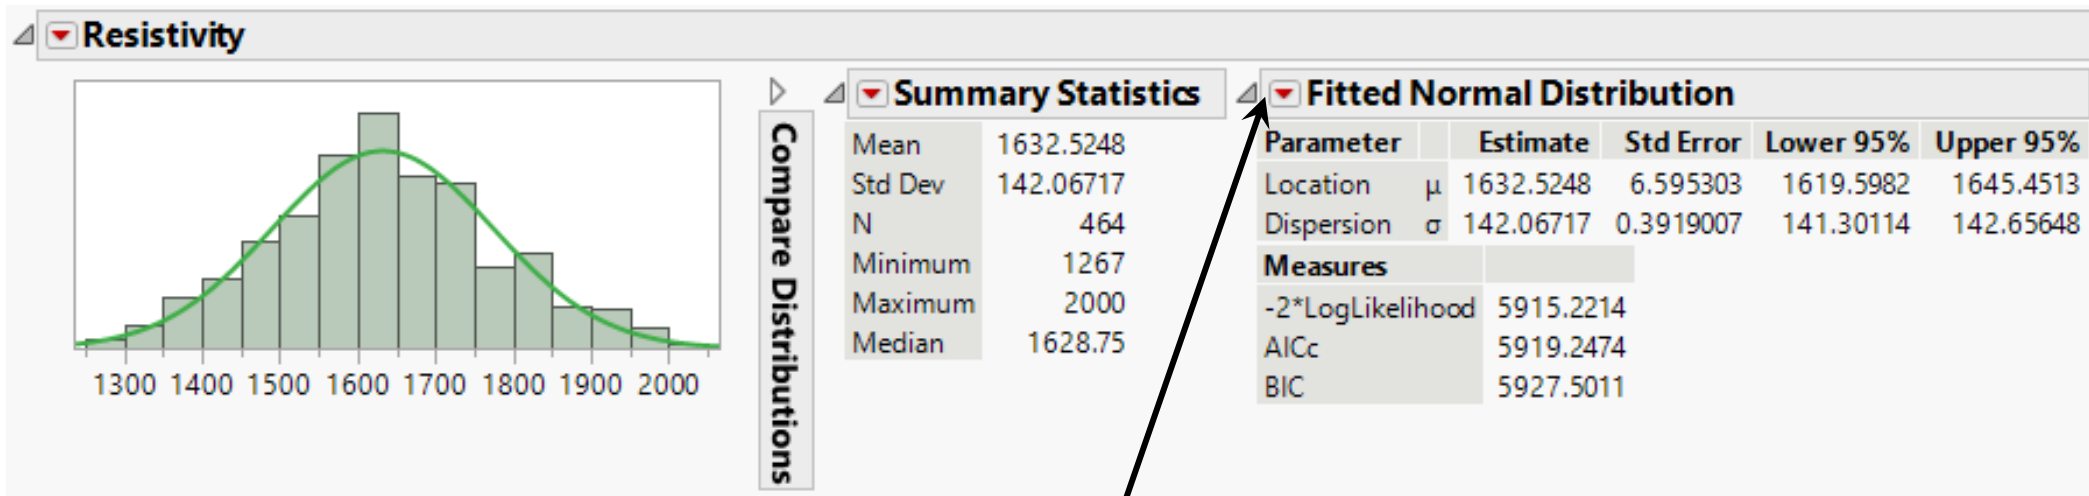 Resistivity
1300 1400 1500 1600 1700 1800 1900 2000
Compare Distributions
Summary Statistics
Mean 1632.5248
Std Dev 142.06717
N 464
Minimum 1267
Maximum 2000
Median 1628.75
Fitted Normal Distribution
Parameter Estimate Std Error Lower 95% Upper 95%
Location μ 1632.5248 6.595303 1619.5982 1645.4513
Dispersion σ 142.06717 0.3919007 141.30114 142.65648
Measures
-2*LogLikelihood 5915.2214
AICc 5919.2474
BIC 5927.5011